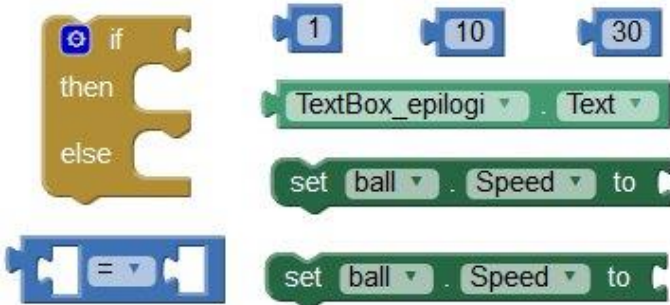 if
then
else
=
1
10
30
TextBox_epilogi . Text
set ball . Speed to
set ball . Speed to